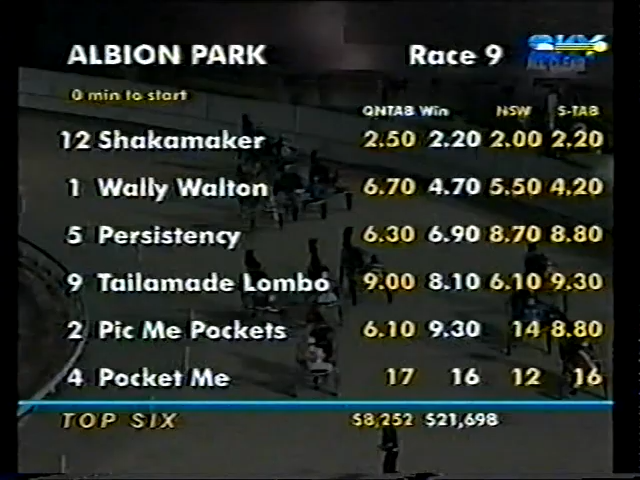 ALBION PARK Race 9 SKY
0 min to start
QNTAB Win NSW S-TAB
12 Shakamaker 2.50 2.20 2.00 2.20
1 Wally Walton 6.70 4.70 5.50 4.20
5 Persistency 6.30 6.90 8.70 8.80
9 Tailamade Lombo 9.00 8.10 6.10 9.30
2 Pic Me Pockets 6.10 9.30 14 8.80
4 Pocket Me 17 16 12 16
TOP SIX $8,252 $21,698